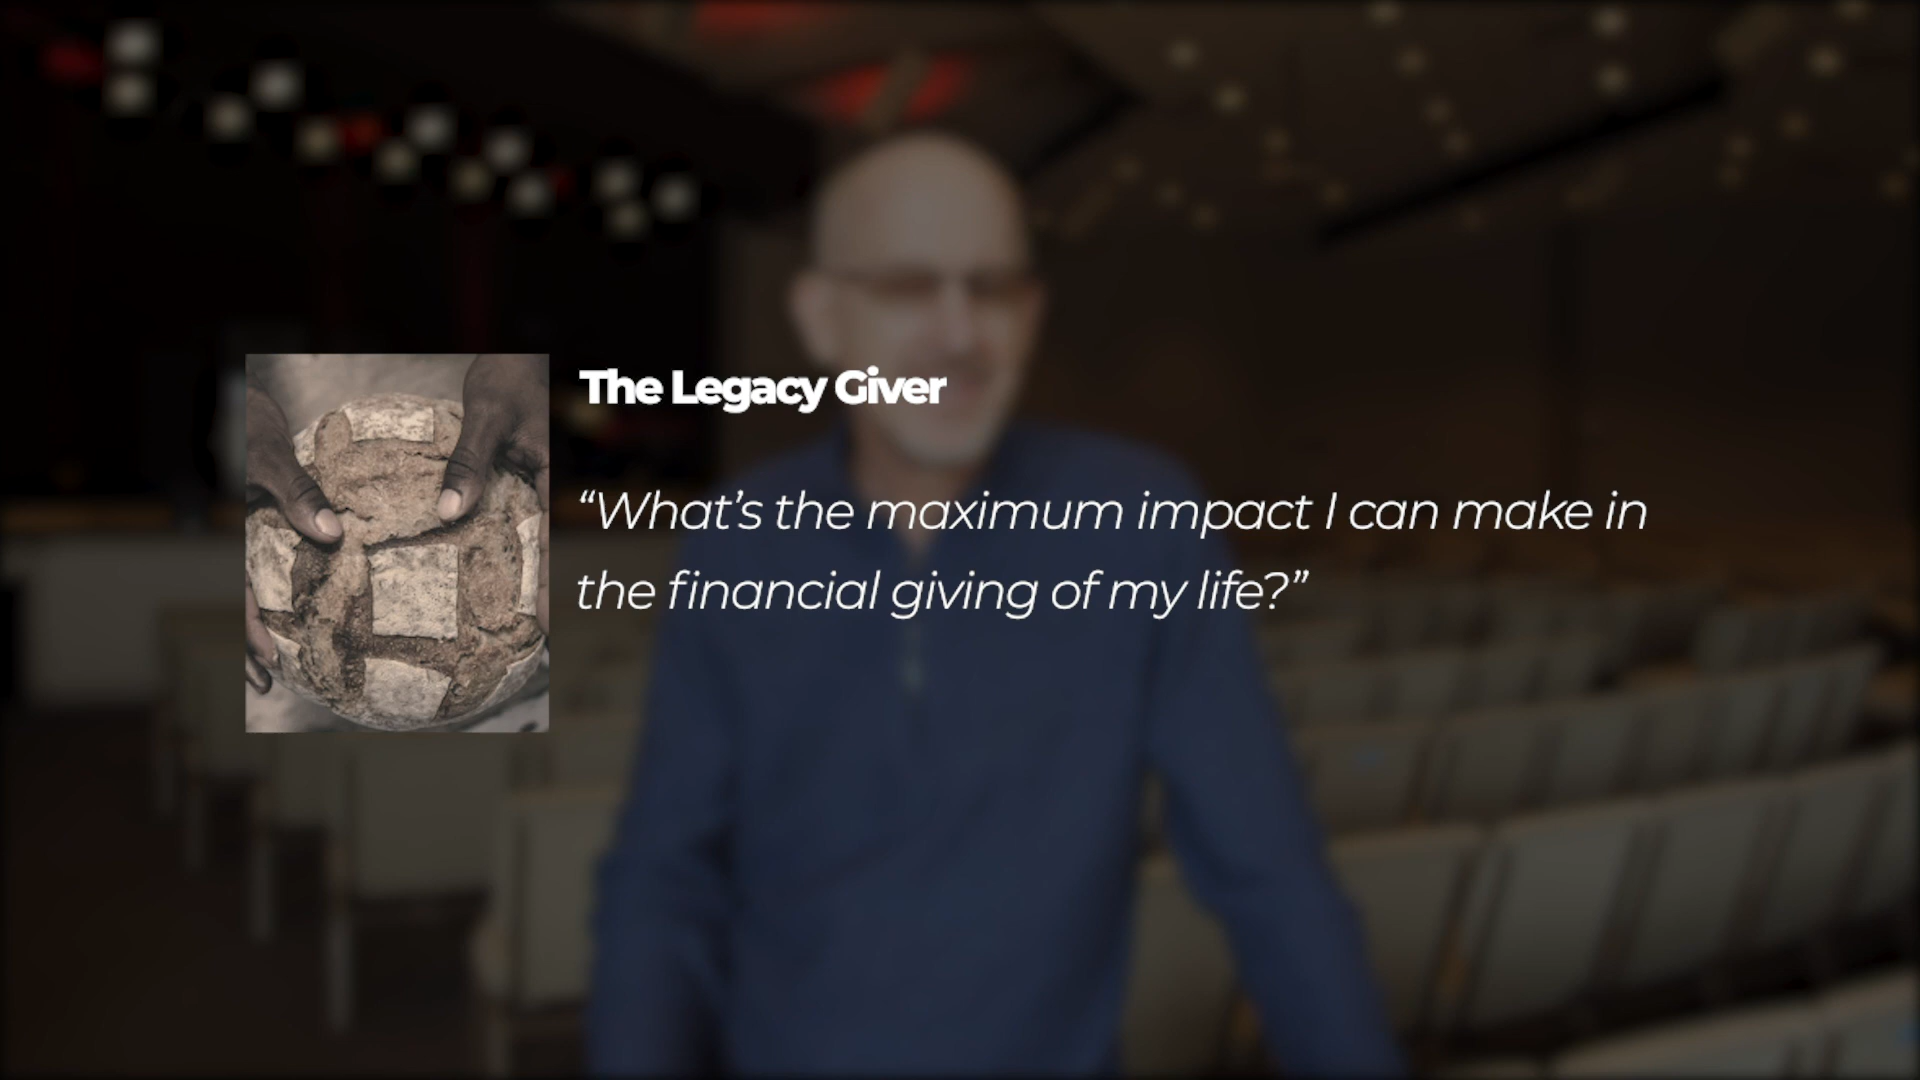 The Legacy Giver
“What’s the maximum impact I can make in
the financial giving of my life?”